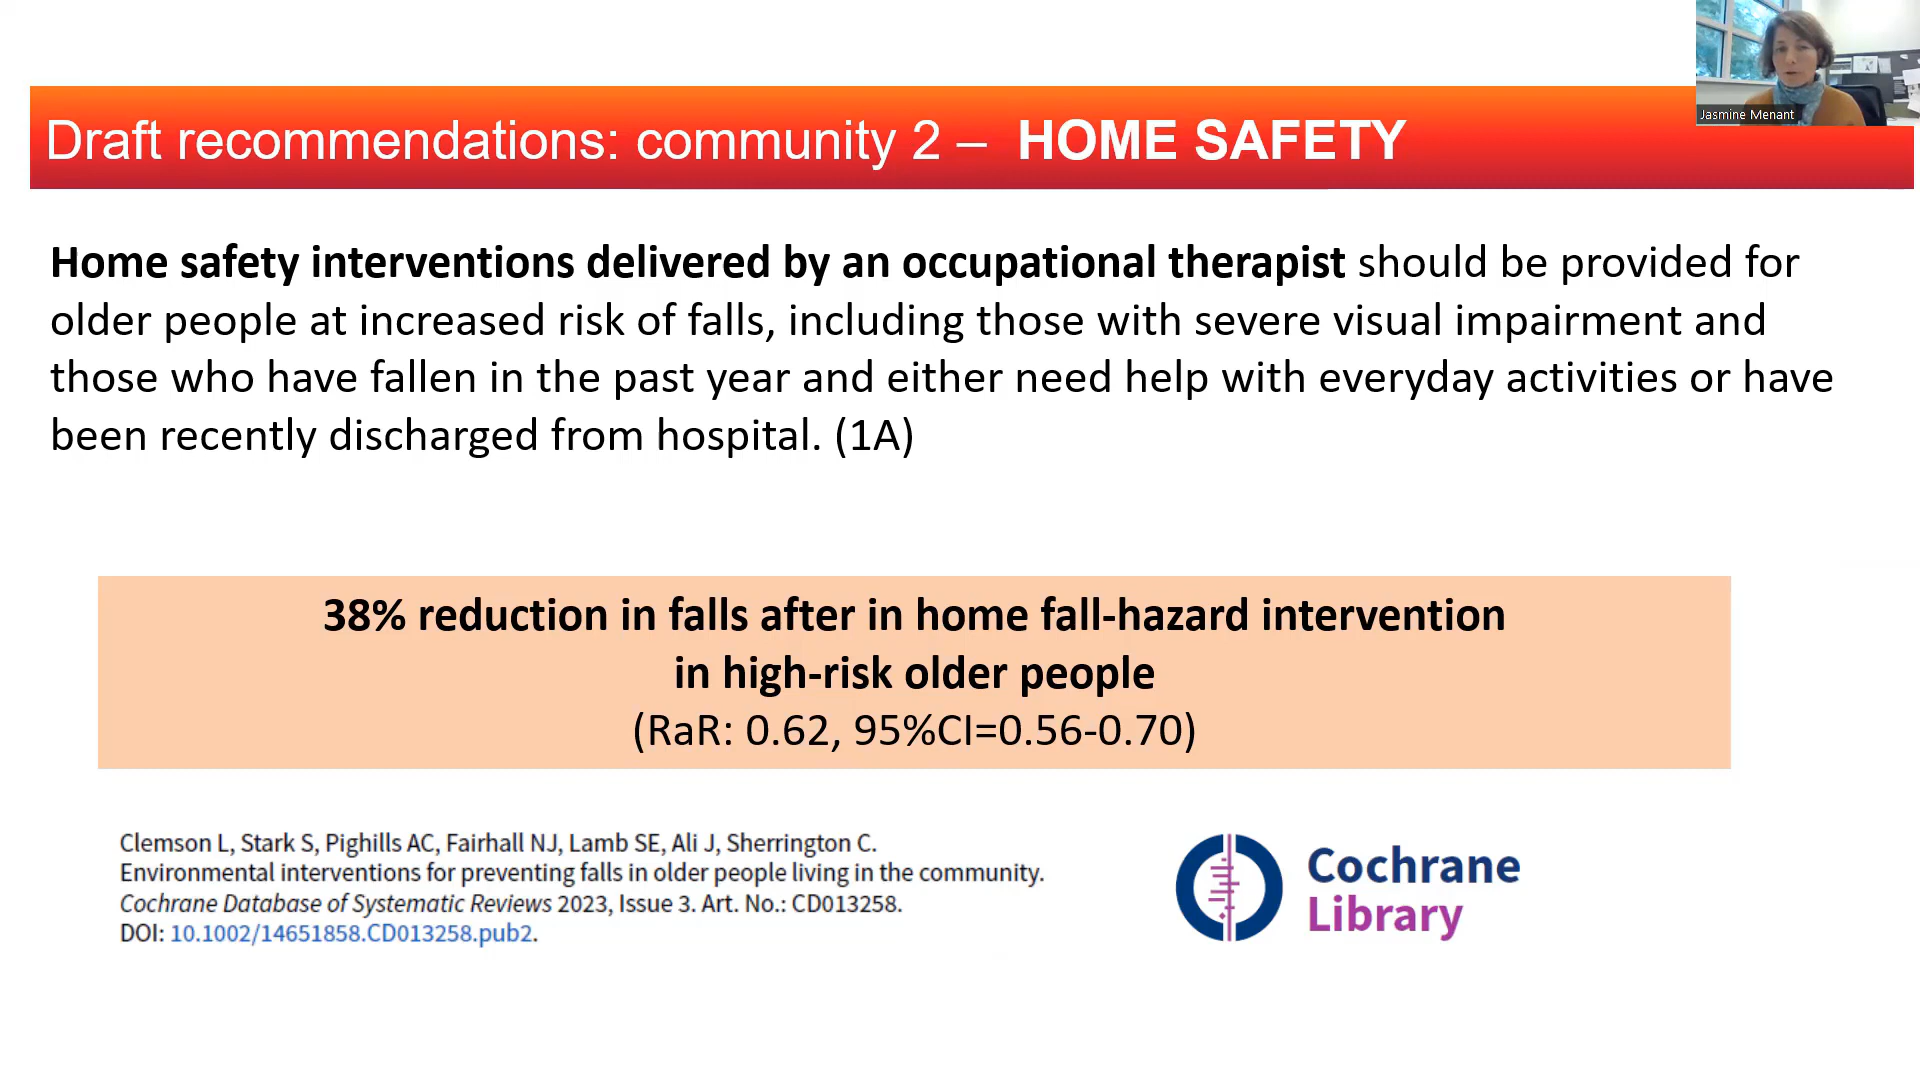 Jasmine Menant
Draft recommendations: community 2 – HOME SAFETY
Home safety interventions delivered by an occupational therapist should be provided for
older people at increased risk of falls, including those with severe visual impairment and
those who have fallen in the past year and either need help with everyday activities or have
been recently discharged from hospital. (1A)
38% reduction in falls after in home fall-hazard intervention
in high-risk older people
(RaR: 0.62, 95%CI=0.56-0.70)
Clemson L, Stark S, Pighills AC, Fairhall NJ, Lamb SE, Ali J, Sherrington C.
Environmental interventions for preventing falls in older people living in the community.
Cochrane Database of Systematic Reviews 2023, Issue 3. Art. No.: CD013258.
DOI: 10.1002/14651858.CD013258.pub2.
Cochrane
Library